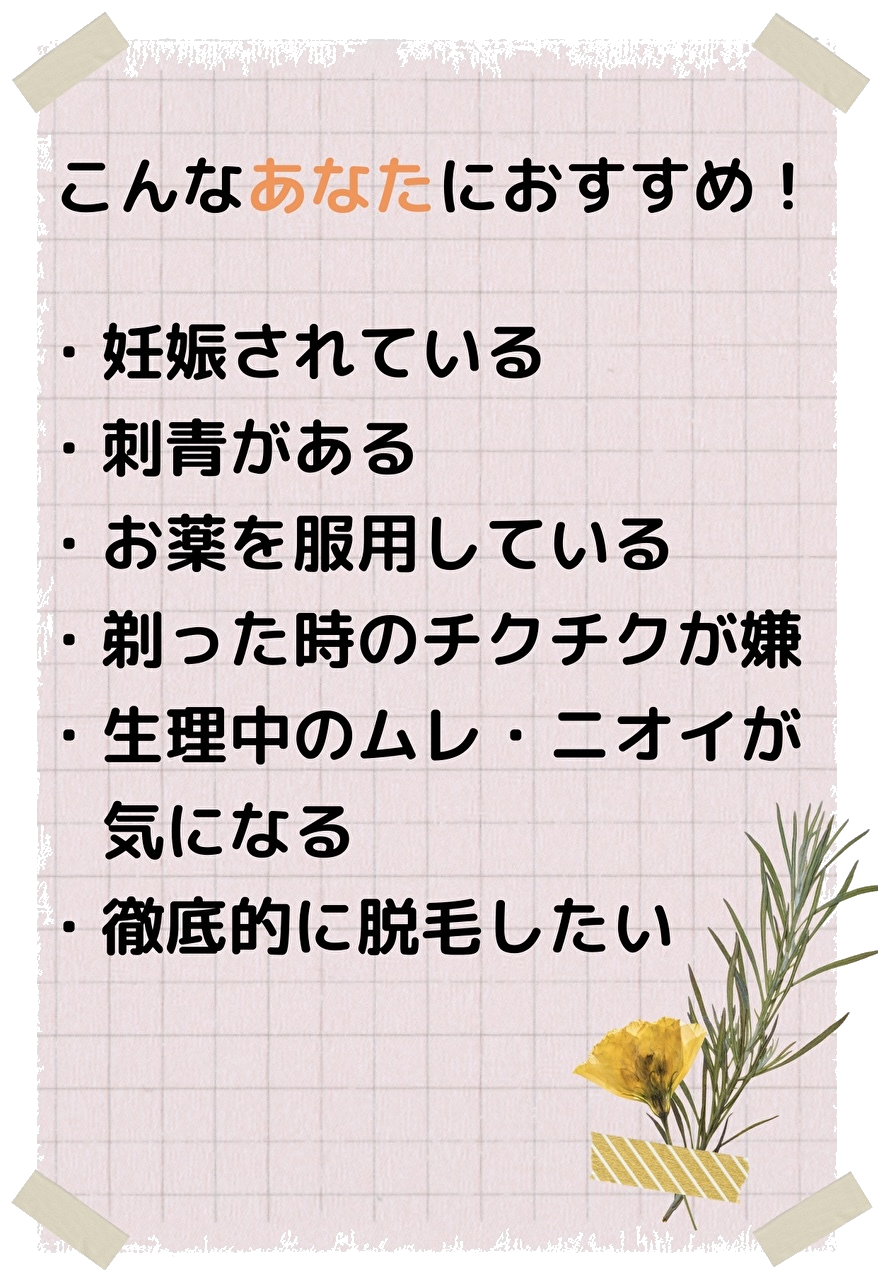 こんなあなたにおすすめ！
・妊娠されている
・刺青がある
・お薬を服用している
・剃った時のチクチクが嫌
・生理中のムレ・ニオイが
気になる
・徹底的に脱毛したい